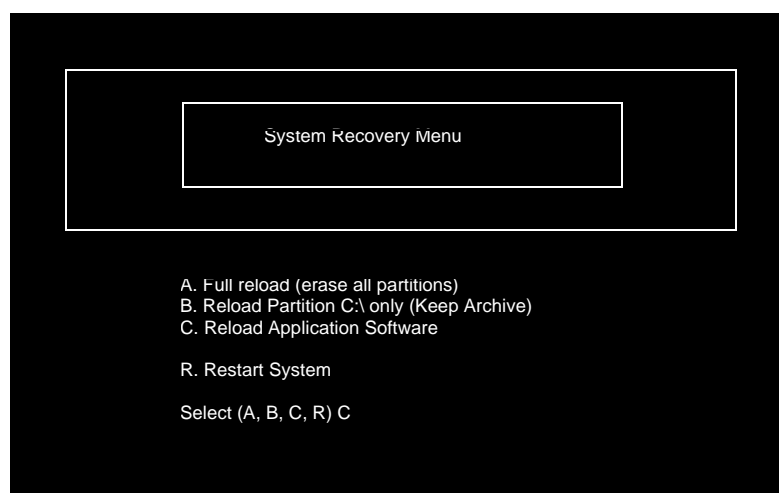 System Recovery Menu
A. Full reload (erase all partitions)
B. Reload Partition C:\ only (Keep Archive)
C. Reload Application Software
R. Restart System
Select (A, B, C, R) C